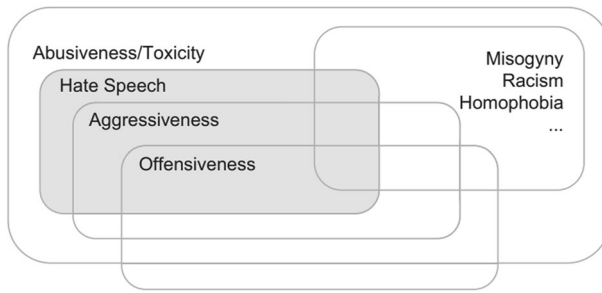 Abusiveness/Toxicity
Hate Speech
Aggressiveness
Offensiveness
Misogyny
Racism
Homophobia
...